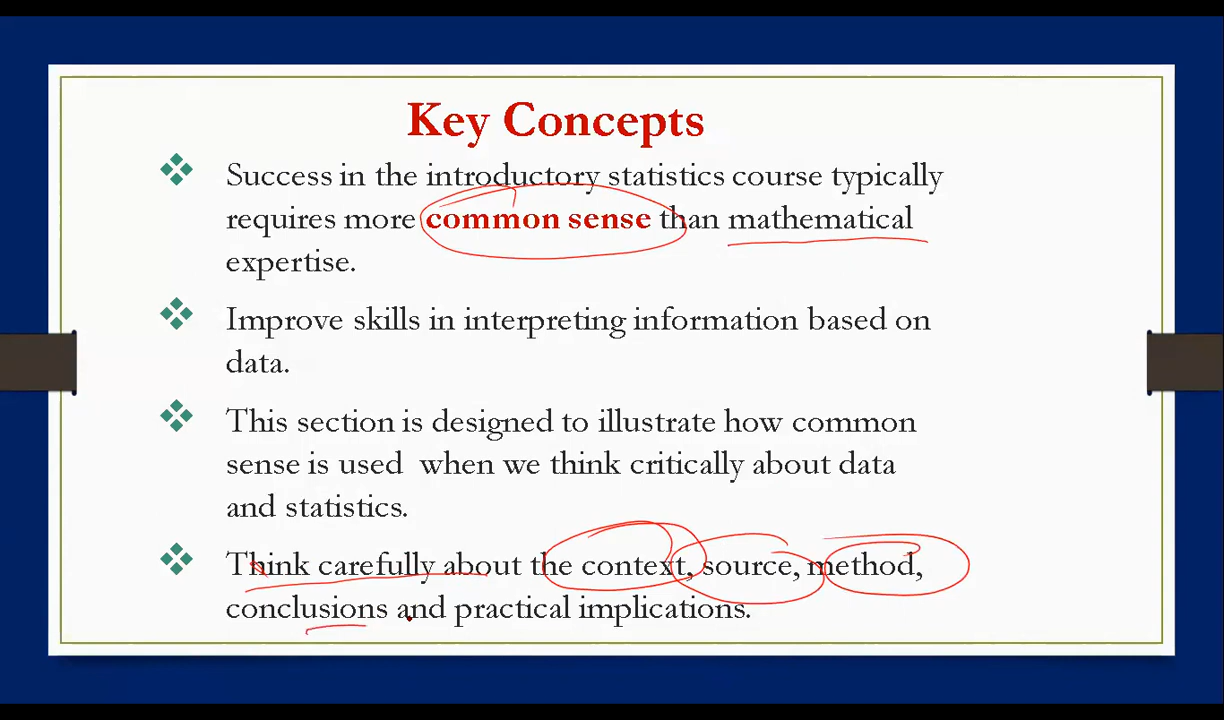 Key Concepts
Success in the introductory statistics course typically
requires more common sense than mathematical
expertise.
Improve skills in interpreting information based on
data.
This section is designed to illustrate how common
sense is used when we think critically about data
and statistics.
Think carefully about the context, source, method,
conclusions and practical implications.